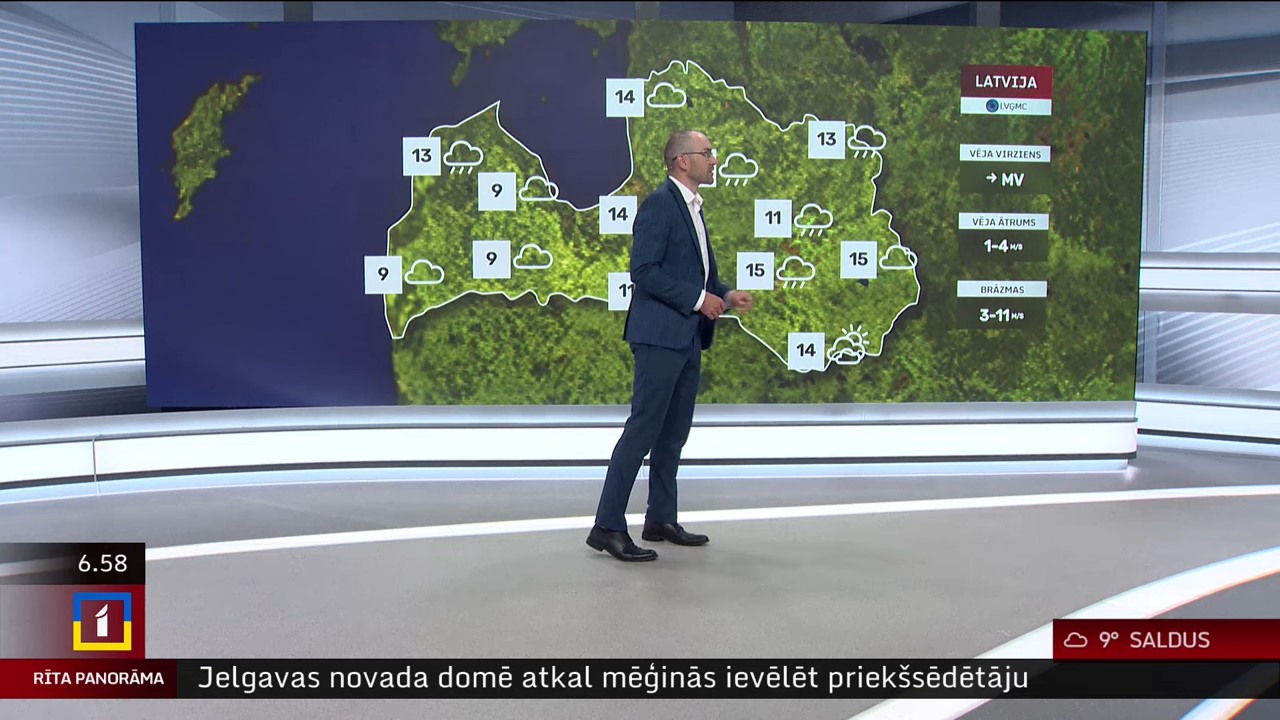 LATVIJA
LVĢMC
VĒJA VIRZIENS
MV
VĒJA ĀTRUMS
1-4 M/S
BRĀZMAS
3-11 M/S
14
13
13
9
14
11
9
9
15
15
11
14
6.58
1
9° SALDUS
RĪTA PANORĀMA
Jelgavas novada domē atkal mēģinās ievēlēt priekšsēdētāju